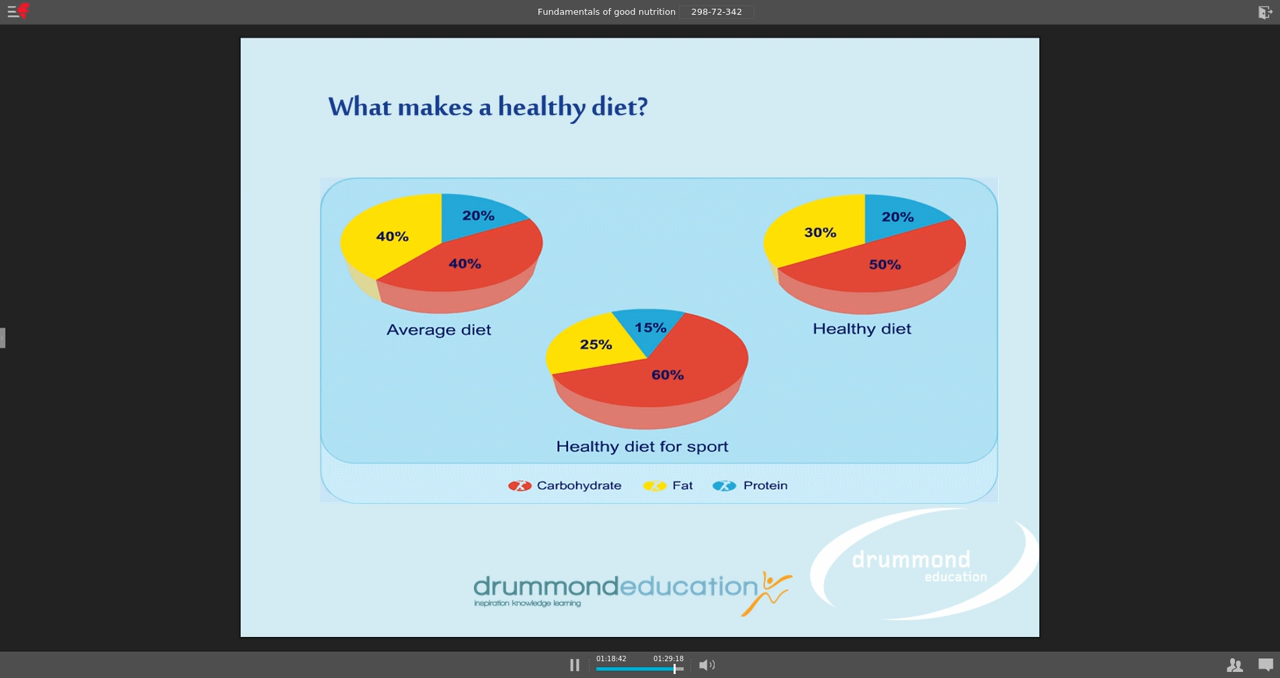 Fundamentals of good nutrition 298-72-342
What makes a healthy diet?
20%
40%
40%
Average diet
20%
30%
50%
Healthy diet
15%
25%
60%
Healthy diet for sport
Carbohydrate Fat Protein
drummond
education
drummondeducation
inspiration knowledge learning
01:18:42 01:29:18